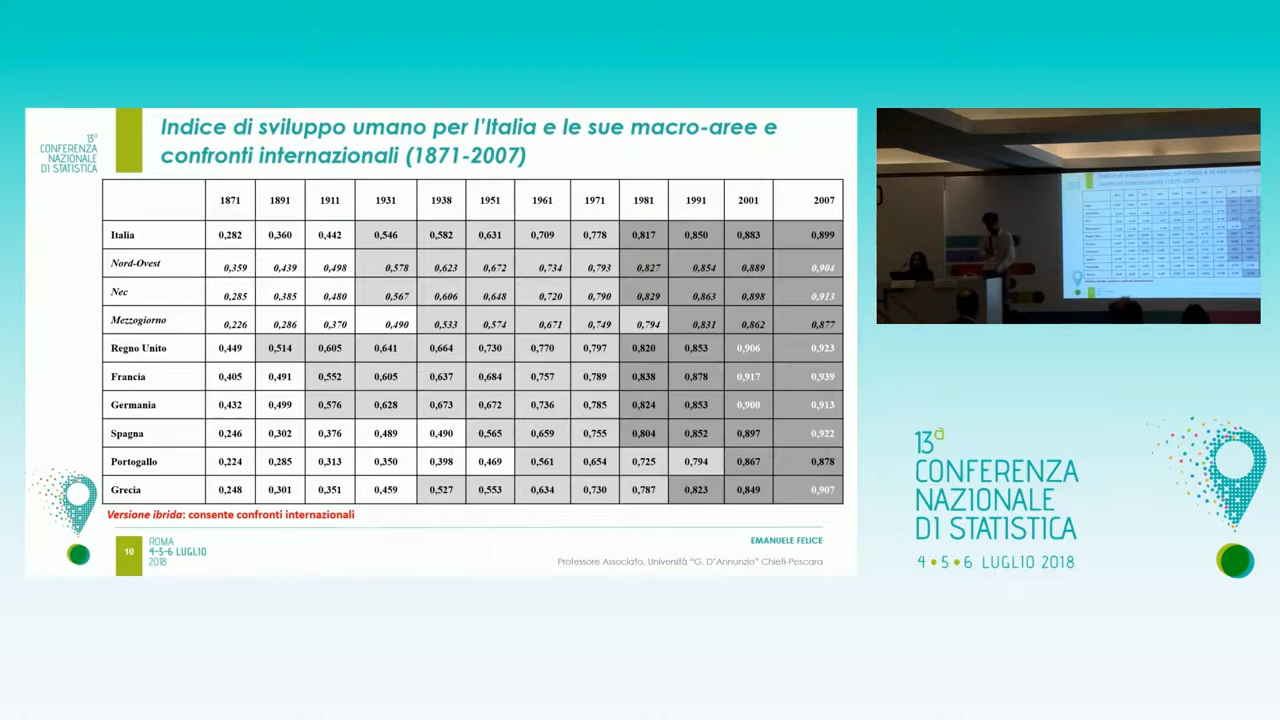 13ª
CONFERENZA
NAZIONALE
DI STATISTICA
Indice di sviluppo umano per l'Italia e le sue macro-aree e
confronti internazionali (1871-2007)
1871 1891 1911 1931 1938 1951 1961 1971 1981 1991 2001 2007
Italia 0,282 0,360 0,442 0,546 0,582 0,631 0,709 0,778 0,817 0,850 0,883 0,899
Nord-Ovest 0,359 0,439 0,498 0,578 0,623 0,672 0,734 0,793 0,827 0,854 0,889 0,904
Nec 0,285 0,385 0,480 0,567 0,606 0,648 0,720 0,790 0,829 0,863 0,898 0,913
Mezzogiorno 0,226 0,286 0,370 0,490 0,533 0,574 0,671 0,749 0,794 0,831 0,862 0,877
Regno Unito 0,449 0,514 0,605 0,641 0,664 0,730 0,770 0,797 0,820 0,853 0,906 0,923
Francia 0,405 0,491 0,552 0,605 0,637 0,684 0,757 0,789 0,838 0,878 0,917 0,939
Germania 0,432 0,499 0,576 0,628 0,673 0,672 0,736 0,785 0,824 0,853 0,900 0,913
Spagna 0,246 0,302 0,376 0,489 0,490 0,565 0,659 0,755 0,804 0,852 0,897 0,922
Portogallo 0,224 0,285 0,313 0,350 0,398 0,469 0,561 0,654 0,725 0,794 0,867 0,878
Grecia 0,248 0,301 0,351 0,459 0,527 0,553 0,634 0,730 0,787 0,823 0,849 0,907
Versione ibrida: consente confronti internazionali
10
ROMA
4-5-6 LUGLIO
2018
EMANUELE FELICE
Professore Associato, Università "G. D'Annunzio" Chieti-Pescara
13ª
CONFERENZA
NAZIONALE
DI STATISTICA
4 • 5 • 6 LUGLIO 2018